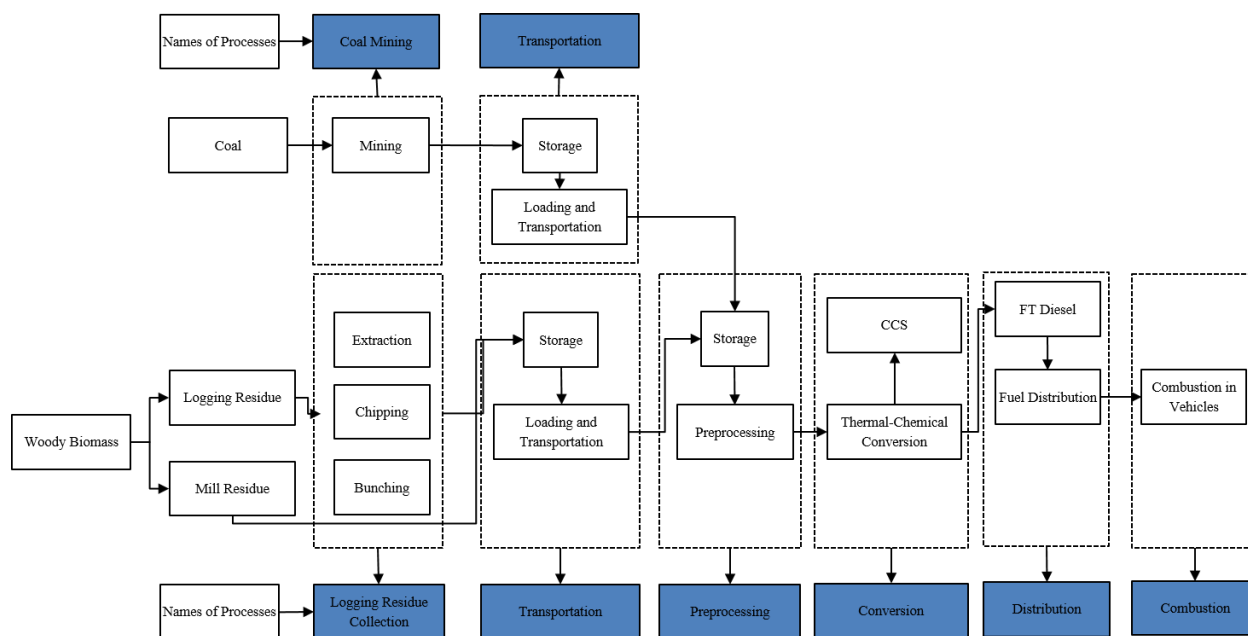 Names of Processes
Coal Mining
Transportation
Coal
Mining
Storage
Loading and
Transportation
Extraction
Storage
Storage
CCS
FT Diesel
Logging Residue
Chipping
Loading and
Transportation
Preprocessing
Thermal-Chemical
Conversion
Fuel Distribution
Combustion in
Vehicles
Woody Biomass
Mill Residue
Bunching
Names of Processes
Logging Residue
Collection
Transportation
Preprocessing
Conversion
Distribution
Combustion